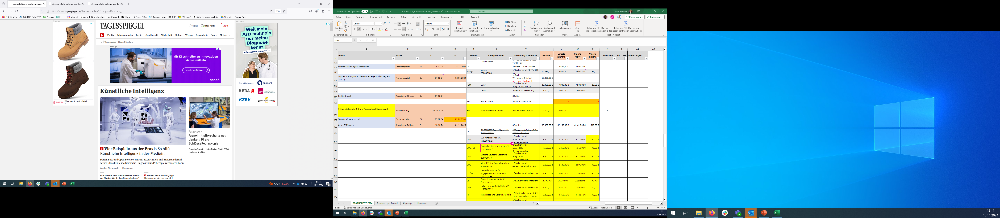 Aktuelle News: Nachrichten aus
Arzneimittelforschung neu denk
Arzneimittelforschung neu denk
https://www.tagesspiegel.de/themenspeziale/bildungundforschung/
80%
Erste Schritte
AGNITAS EMM 2021
Pixabay
Pexels
Intranet
Aktuelle News: Nachri...
Unsplash
Home - LIZ Smart Offi...
Adpoint Home
CUE
P&I Loga3
Aktuelle News: Nachri...
Startseite – Google Drive
Anzeige
Weicher Schnürstiefel
TAGESSPIEGEL
Suche
Mein Konto
ABO
Politik Internationales Berlin Gesellschaft Wirtschaft Kultur Wissen Gesundheit Sport Meinu
Themenspeziale Bildung & Forschung
Anzeige
Mit KI schneller zu innovativen
Arzneimitteln
mehr erfahren
sanofi
Künstliche Intelligenz
Vier Beispiele aus der Praxis So hilft
Künstliche Intelligenz in der Medizin
Daten, Bots und Open Science: Warum Expertinnen und Experten darauf
setzen, dass KI die medizinische Diagnostik und Therapie verbessern kann.
Von Ina Bierfreund | 1 Kommentar
Interview mit dem Vorstandsvorsitzenden
der Charité „Wir denken Gesundheit neu“
Mithilfe von KI Wie ein junger
Unternehmer die Lebensmittel-
Anzeige /
Arzneimittelforschung neu
denken: KI als
Schlüsseltechnologie
Sanofi präsentiert beim Digital-Gipfel 2024
moderne Ansätze
Anzeige
Weil mein
Arzt mehr als
nur meine
Diagnose
kennt.
#GuteVersorgungVorOrt
Eine Initiative von:
apoBank
ABDA
KBV
KZBV
APCB -5,22%
12:11
13.11.2024
Automatisches Speichern
STATUSLISTE_Content Solutions_2024.xlsx
Gespeichert
Suchen
Antje Eisinger
Datei Start Einfügen Seitenlayout Formeln Daten Überprüfen Ansicht Automatisieren Hilfe Acrobat
Kommentare
Freigeben
Einfügen
Calibri 11
Datum
Bedingte Formatierung
Als Tabelle formatieren
Zellenformatvorlagen
Einfügen
Löschen
Format
Sortieren und Filtern
Suchen und Auswählen
Datenanalyse
Add-Ins
Erstellen von PDF-Dateien und Freigeben von Links
Erstellen von PDF-Dateien und Freigeben der Dateien über Outlook
Zwischenablage Schriftart Ausrichtung Zahl Formatvorlagen Zellen Bearbeiten Analyse Add-Ins Adobe Acrobat
D99
A B C D R S T U V W X Y Z AA AB
1 Thema Format ET AS Berater Anzeigenkunden Platzierung & Seitenzahl Zielumsatz Umsatz GESAMT Umsatz PRINT Umsatz DIGITAL Neukunde Best Case Anmerkungen
123 Eigenanzeige vor (TP ok)
124 Seltene Erkankungen -Arbeitstitel- Themenspezial Fr 06.12.24 15.11.2024 CS 2 Seiten 1. Buch Gesund 12.634,40 € 12.600,40 €
125 Svenja Vertex 200038100 1/3 Advertorial / 247 x 127 mm 14.864,00 € 12.634,40 € 12.600,40 € 34,00 €
126 Tag der Bildung (Titel überdenken, eigentlicher Tag am 24.01.) Themenspezial Sa 07.12.24 18.11.2024 1. Buch, Wissenschaft/Schule noch mal überlegen! 15.000,00 €
127 IQM Lamy 1/2 Advertorial abzgl. Provision, AE 23.350,00 € 7.939,00 € 7.939,00 € 13,60 €
128 Lamy Advertorial Gestaltung 1.000,00 € 1.000,00 € 1.000,00 €
129 Berlin Global Advertorial-Strecke Sa 07.12.24 - 8 Seiten
130 MK Berlin Global Advertorial-Strecke ? ? ?
131 1. Summit Energie & Klima Tagesspiegel Background Veranstaltung 11.12.2024 BM Solar Promotion GmbH Partner-Paket "Starter" 4.000,00 € 4.000,00 € x
132 Tag der Menschenrechte Themenspezial Di 10.12.24 18.11.2024
133 Geben♥ Magazin Advertorial-Beilage Fr 13.12.24 01.11.2024 32 Seiten 36.380,00 € 62.259,45 € 61.618,45 € 640,00 €
134 CS ROTE NASEN Deutschland e.V. (200000672) 1/2 Advertorial GebenExtra 20% Kombirabatt
135 CMS SOS Kinderdörfer e.V. (200003372) 1/1 Advertorial abzgl. 30% Kennenlernrabatt 7.500,00 € 5.250,00 € 5.210,00 € 40,00 €
136 CMS / CS Deutscher Tierschutzbund e.V. (200004585) 1/1 Advertorial abzgl. 30% Kennenlernrabatt 7.500,00 € 5.250,00 € 5.210,00 € 40,00 €
137 CMS Stiftung Deutsche Sporthilfe 200014473 1/1 Advertorial abzgl. 30% Kennenlernrabatt 7.500,00 € 5.250,00 € 5.210,00 € 40,00 €
138 CMS World Vision Deutschland e.V. 200029156 1/2 Advertorial GebenExtra abzgl. 15% AE 3.100,00 € 2.635,00 € 2.595,00 € 40,00 €
139 CS / TP Deutsche Stiftung für Engagement und Ehrenamt (200028056) 1/4 Advertorial GebenExtra 1.400,00 € 1.400,00 € 1.360,00 € 40,00 €
140 CS Deutscher Spendenrat e.V. (200020667) 1/2 Advertorial GebenExtra 2.730,00 € 2.730,00 € 2.690,00 € 40,00 €
141 CMS Help - Hilfe zur Selbsthilfe e.V. (200007644) 1/4 Advertorial GebenExtra 1.400,00 € 1.400,00 € 1.360,00 € 40,00 €
142 RP taz Verlags und Vertriebs GmbH 1/1 Seite Advertorial, B 212 x H 275 mm abzgl. 15% AE 5.250,00 € 4.462,50 € 4.422,50 € 40,00 €
1/1 Advertorial
STATUSLISTE 2024 Realisiert per Monat Abgesagt Ideenliste
Bereit
Barrierefreiheit: Untersuchen
Anzeigeeinstellungen
90 %
12:11
13.11.2024
12:11
13.11.2024